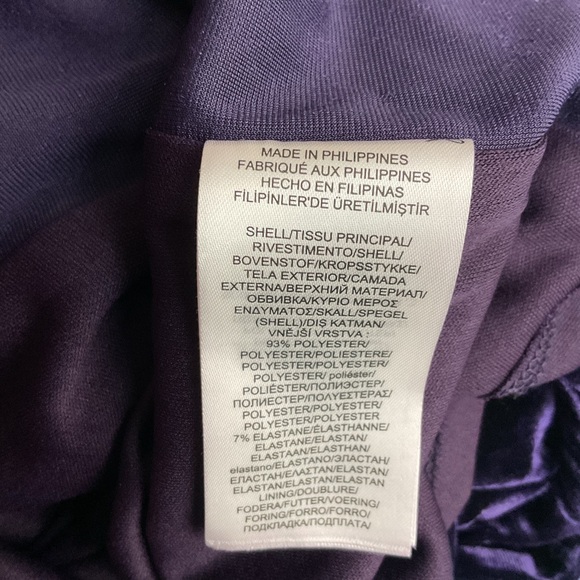 MADE IN PHILIPPINES
FABRIQUÉ AUX PHILIPPINES
HECHO EN FILIPINAS
FİLİPİNLER'DE ÜRETİLMİŞTİR
SHELL/TISSU PRINCIPAL/
RIVESTIMENTO/SHELL/
BOVENSTOF/KROPSSTYKKE/
TELA EXTERIOR/CAMADA
EXTERNA/ВЕРХНИЙ МАТЕРИАЛ/
ОБВИВКА/ΚΥΡΙΟ ΜΕΡΟΣ
ΕΝΔΥΜΑΤΟΣ/SKALL/SPEGEL
(SHELL)/DIŞ KATMAN/
VNĚJŠÍ VRSTVA :
93% POLYESTER/
POLYESTER/POLIESTERE/
POLYESTER/POLYESTER/
POLYESTER/ poliéster/
POLIÉSTER/ПОЛИЭСТЕР/
ПОЛИЕСТЕР/ΠΟΛΥΕΣΤΕΡΑΣ/
POLYESTER/POLYESTER/
POLYESTER/POLYESTER
7% ELASTANE/ÉLASTHANNE/
ELASTAN/ELASTANE/
ELASTAAN/ELASTHAN/
elastano/ELASTANO/ЭЛАСТАН/
ЕЛАСТАН/ΕΛΑΣΤΑΝ/ELASTAN/
ELASTAN/ELASTAN/ELASTAN
LINING/DOUBLURE/
FODERA/FUTTER/VOERING/
FORING/FORRO/FORRO/
ПОДКЛАДКА/ПОДПЛАТА/